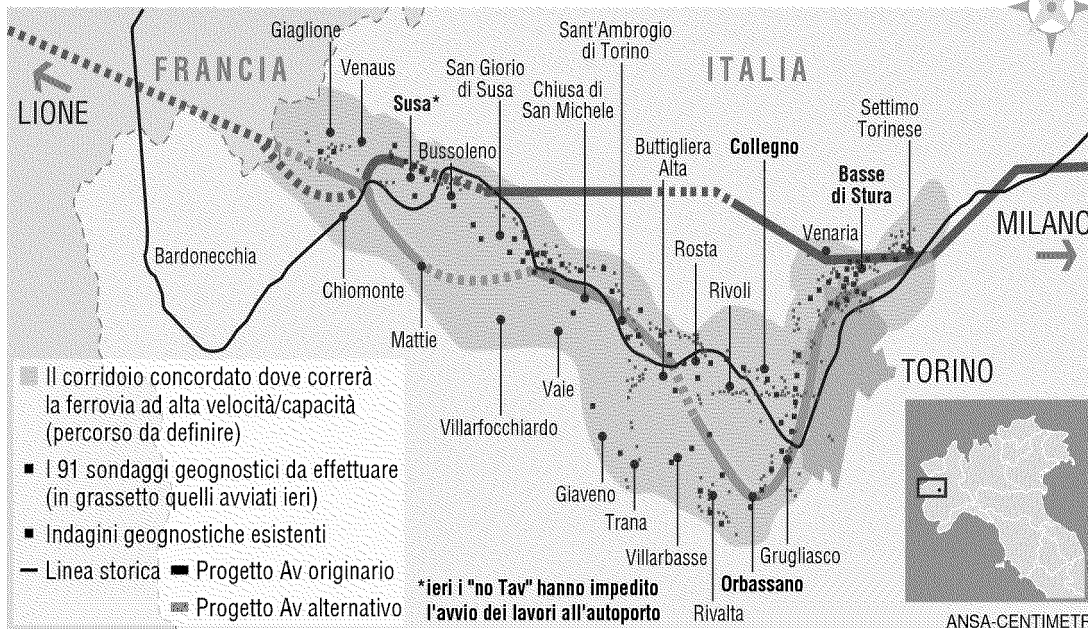 Giaglione
Sant'Ambrogio
di Torino
FRANCIA
Venaus
San Giorio
di Susa
ITALIA
LIONE
Susa*
Chiusa di
San Michele
Settimo
Torinese
Bussoleno
Buttigliera
Alta
Collegno
Basse
di Stura
MILANO
Venaria
Bardonecchia
Rosta
Chiomonte
Rivoli
Mattie
TORINO
Vaie
Villarfocchiardo
Giaveno
Trana
Villarbasse
Grugliasco
Orbassano
Rivalta
Il corridoio concordato dove correrà
la ferrovia ad alta velocità/capacità
(percorso da definire)
I 91 sondaggi geognostici da effettuare
(in grassetto quelli avviati ieri)
Indagini geognostiche esistenti
Linea storica
Progetto Av originario
Progetto Av alternativo
*ieri i "no Tav" hanno impedito
l'avvio dei lavori all'autoporto
ANSA-CENTIMETR